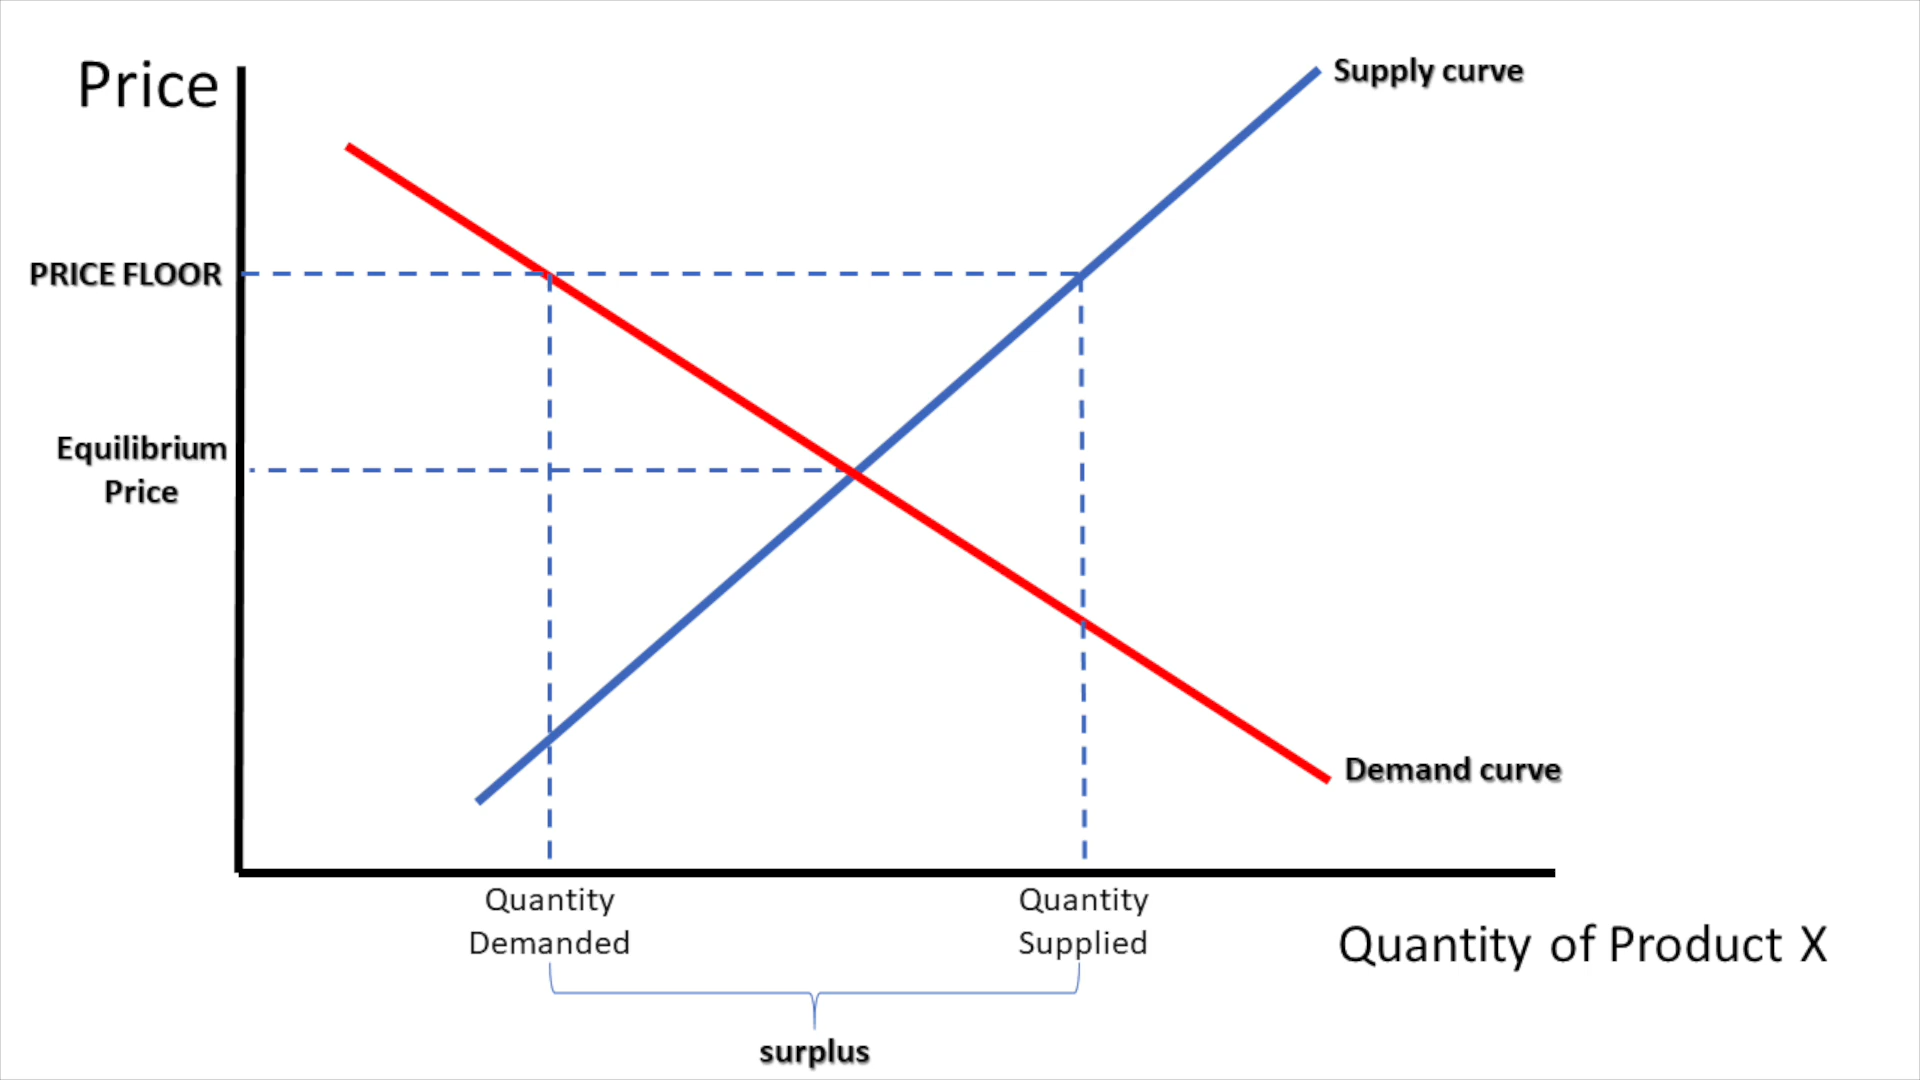 Price
Supply curve
PRICE FLOOR
Equilibrium
Price
Demand curve
Quantity
Demanded
Quantity
Supplied
Quantity of Product X
surplus